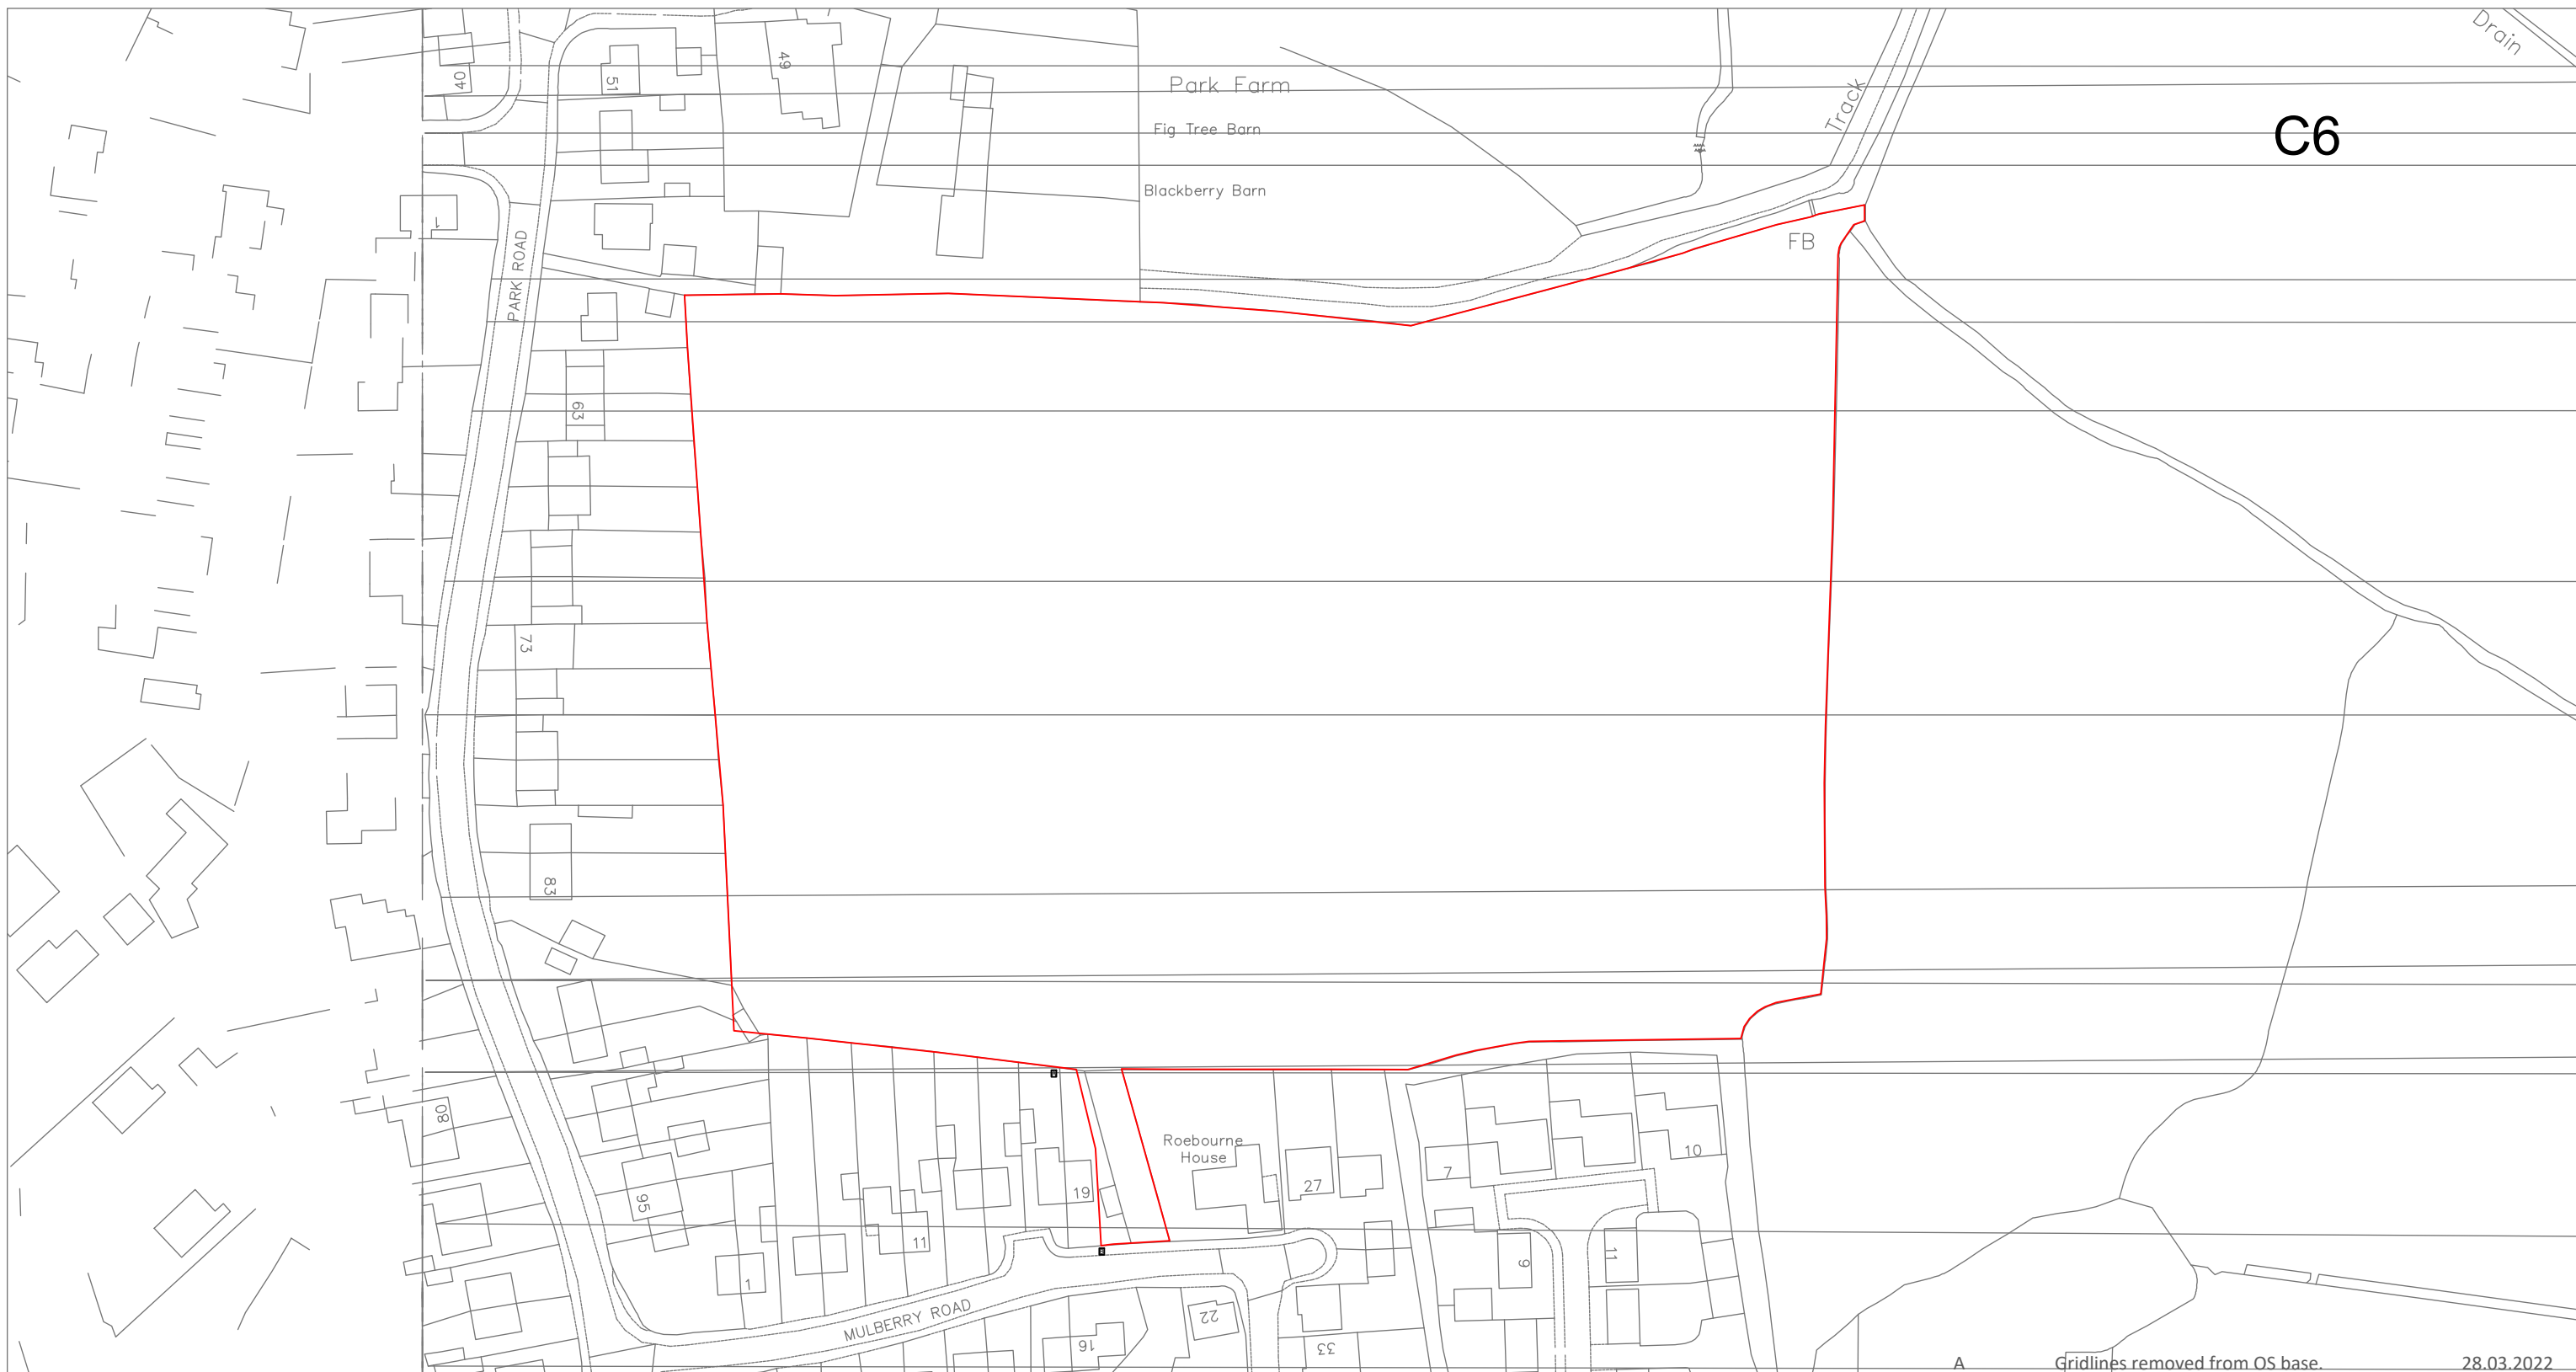 Drain
40
51
49
Park Farm
Track
C6
Fig Tree Barn
Blackberry Barn
1
FB
PARK ROAD
63
73
83
80
Roebourne
House
7
10
19
27
95
11
9
11
1
MULBERRY ROAD
22
16
33
A Gridlines removed from OS base. 28.03.2022